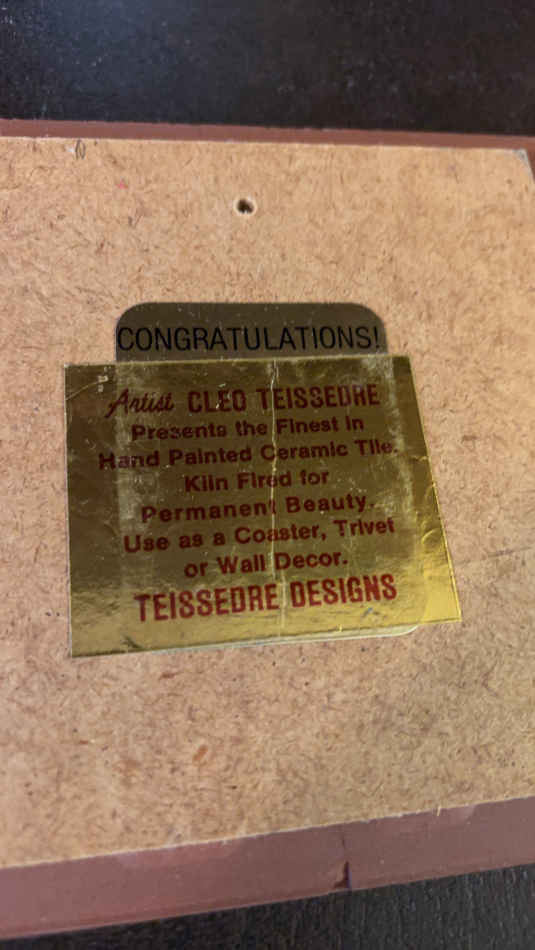 CONGRATULATIONS!
Artist CLEO TEISSEDRE
Presents the Finest in
Hand Painted Ceramic Tile.
Kiln Fired for
Permanent Beauty.
Use as a Coaster, Trivet
or Wall Decor.
TEISSEDRE DESIGNS